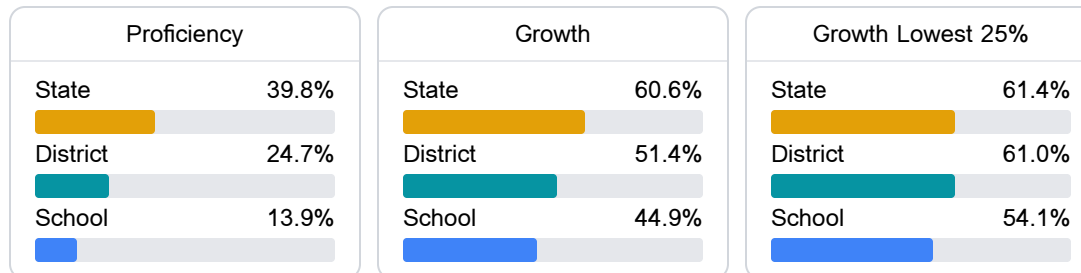 Proficiency
State 39.8%
District 24.7%
School 13.9%
Growth
State 60.6%
District 51.4%
School 44.9%
Growth Lowest 25%
State 61.4%
District 61.0%
School 54.1%